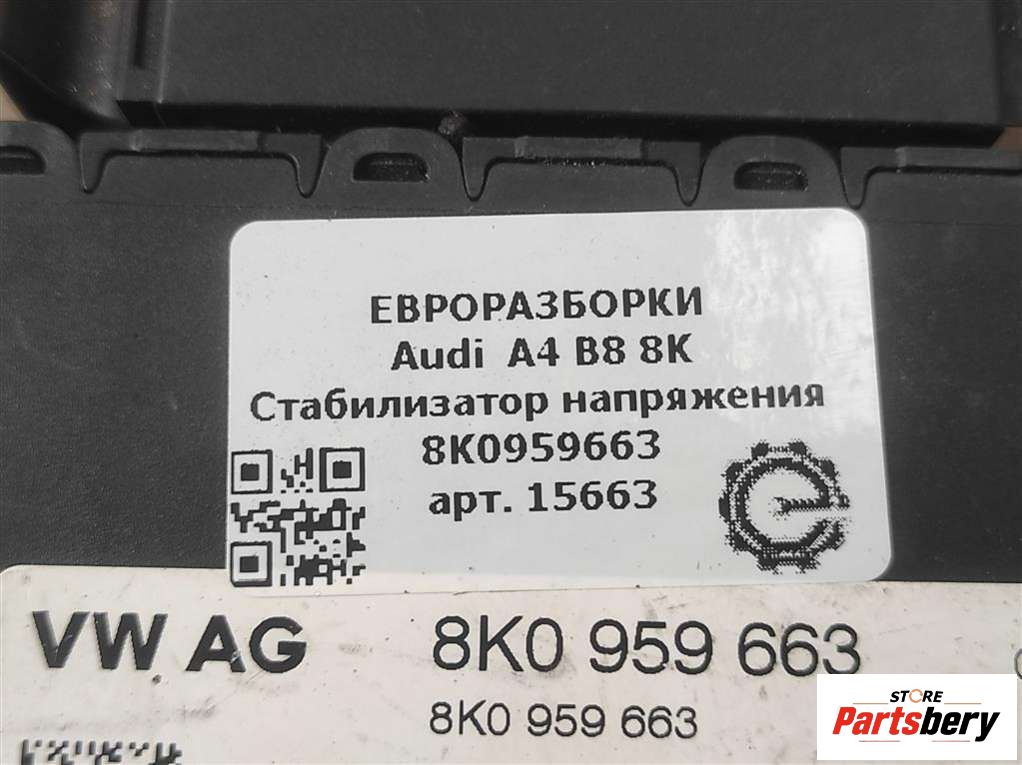 ЕВРОРАЗБОРКИ
Audi A4 B8 8K
Стабилизатор напряжения
8K0959663
арт. 15663
VW AG 8K0 959 663
8K0 959 663
STORE
Partsbery